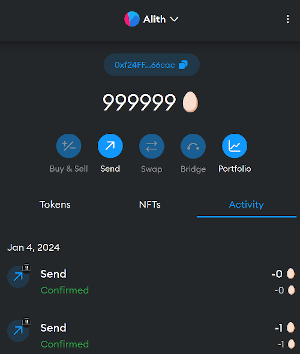 Alith
0xf24FF...66cac
999999
Buy & Sell
Send
Swap
Bridge
Portfolio
Tokens
NFTs
Activity
Jan 4, 2024
Send
-0
Confirmed
-0
Send
-1
Confirmed
-1